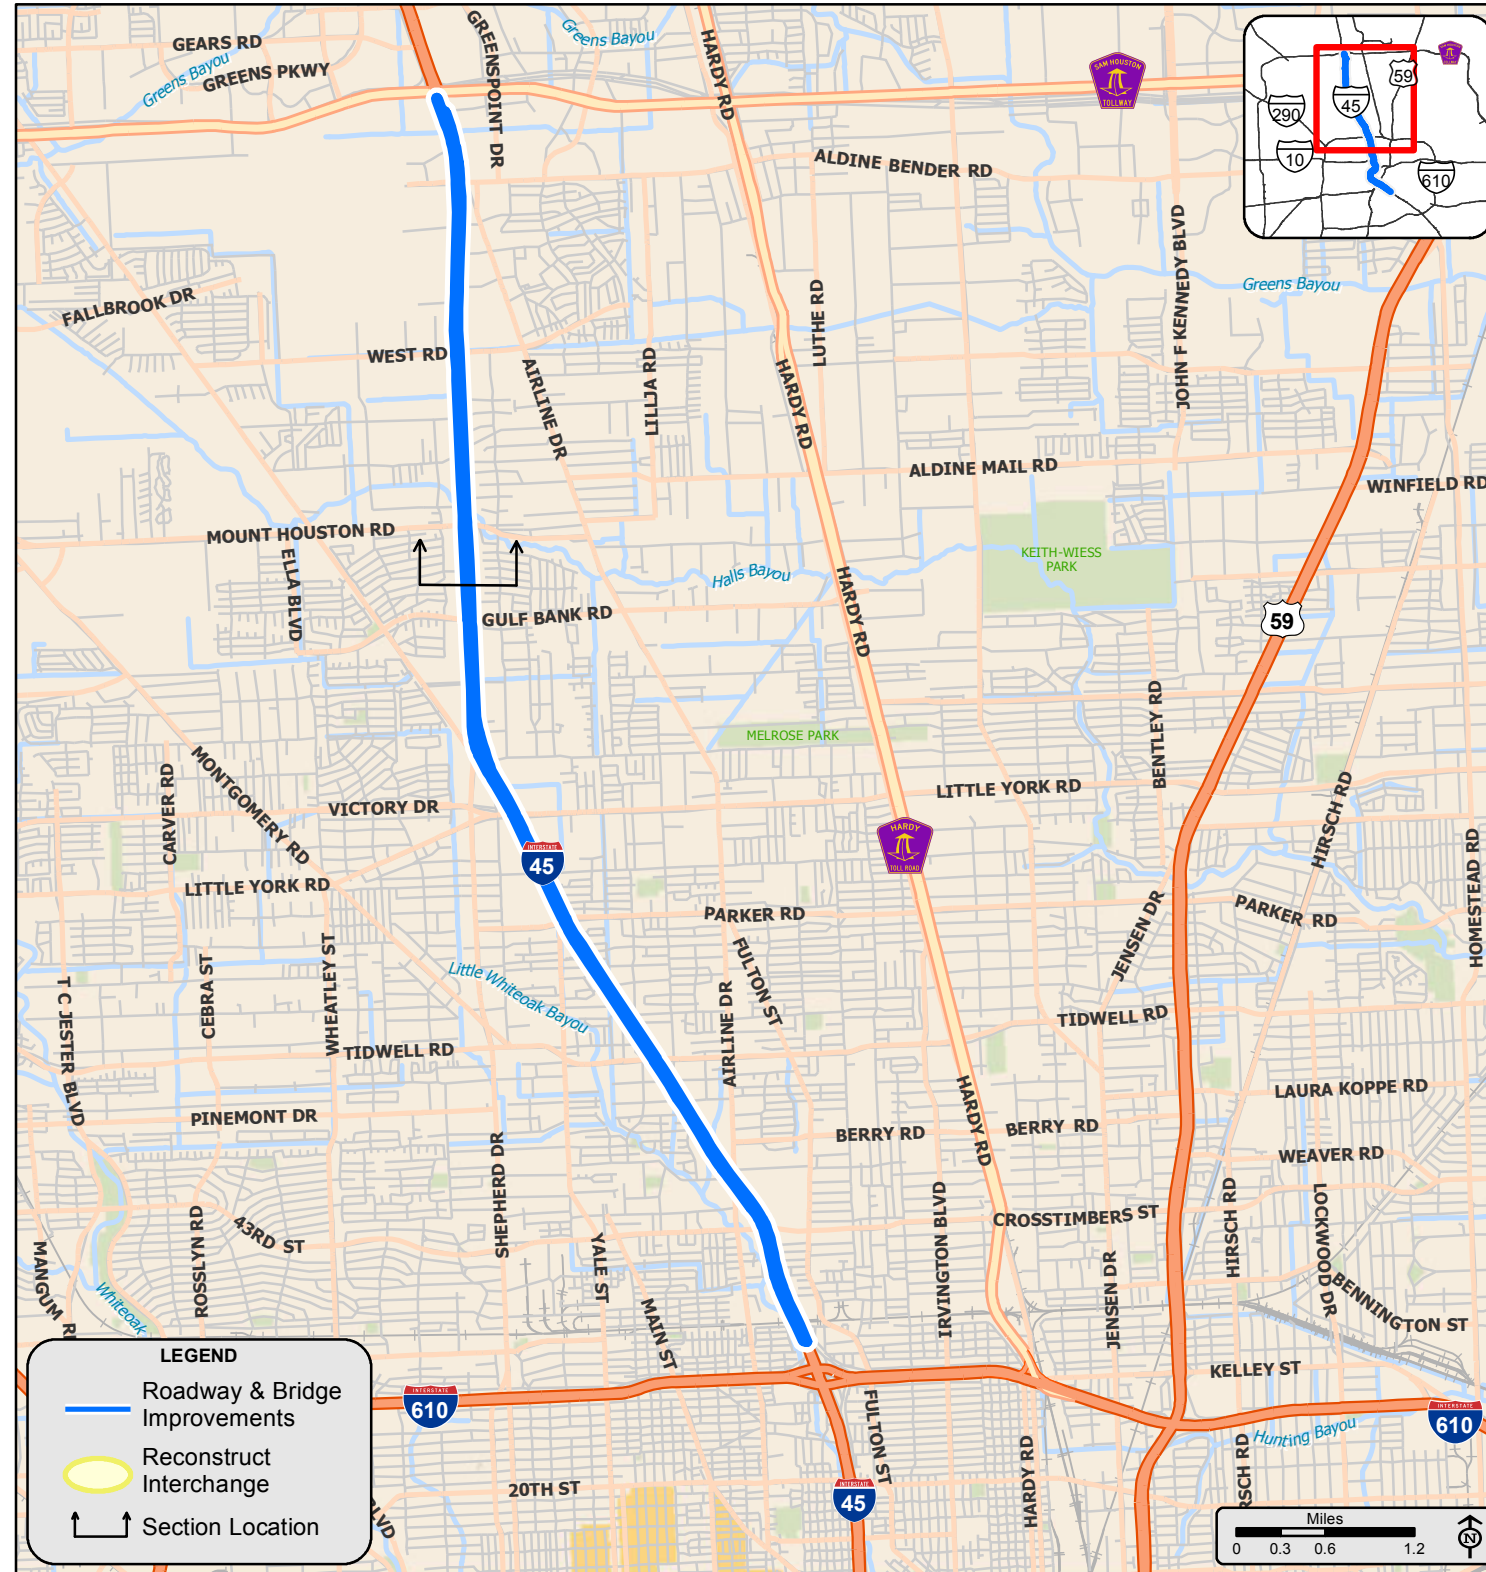 GEARS RD
GREENS PKWY
Greens Bayou
GREENSPOINT DR
Greens Bayou
HARDY RD
SAM HOUSTON
TOLLWAY
59
45
290
10
610
ALDINE BENDER RD
JOHN F KENNEDY BLVD
Greens Bayou
FALLBROOK DR
WEST RD
AIRLINE DR
LILLJA RD
LUTHE RD
HARDY RD
ALDINE MAIL RD
WINFIELD RD
MOUNT HOUSTON RD
ELLA BLVD
GULF BANK RD
Halls Bayou
HARDY RD
KEITH-WIESS
PARK
59
MELROSE PARK
BENTLEY RD
LITTLE YORK RD
HIRSCH RD
CARVER RD
MONTGOMERY RD
VICTORY DR
INTERSTATE
45
HARDY
TOLL ROAD
LITTLE YORK RD
PARKER RD
JENSEN DR
PARKER RD
HOMESTEAD RD
T C JESTER BLVD
CEBRA ST
WHEATLEY ST
Little Whiteoak Bayou
FULTON ST
AIRLINE DR
TIDWELL RD
TIDWELL RD
LAURA KOPPE RD
PINEMONT DR
BERRY RD
HARDY RD
BERRY RD
WEAVER RD
SHEPHERD DR
ROSSLYN RD
43RD ST
YALE ST
MAIN ST
IRVINGTON BLVD
CROSSTIMBERS ST
JENSEN DR
HIRSCH RD
LOCKWOOD DR
BENNINGTON ST
MANGUM R
Whiteoak
KELLEY ST
INTERSTATE
610
INTERSTATE
610
Hunting Bayou
FULTON ST
INTERSTATE
45
HARDY RD
RSCH RD
20TH ST
BLVD
LEGEND
Roadway & Bridge
Improvements
Reconstruct
Interchange
Section Location
Miles
0 0.3 0.6 1.2
N